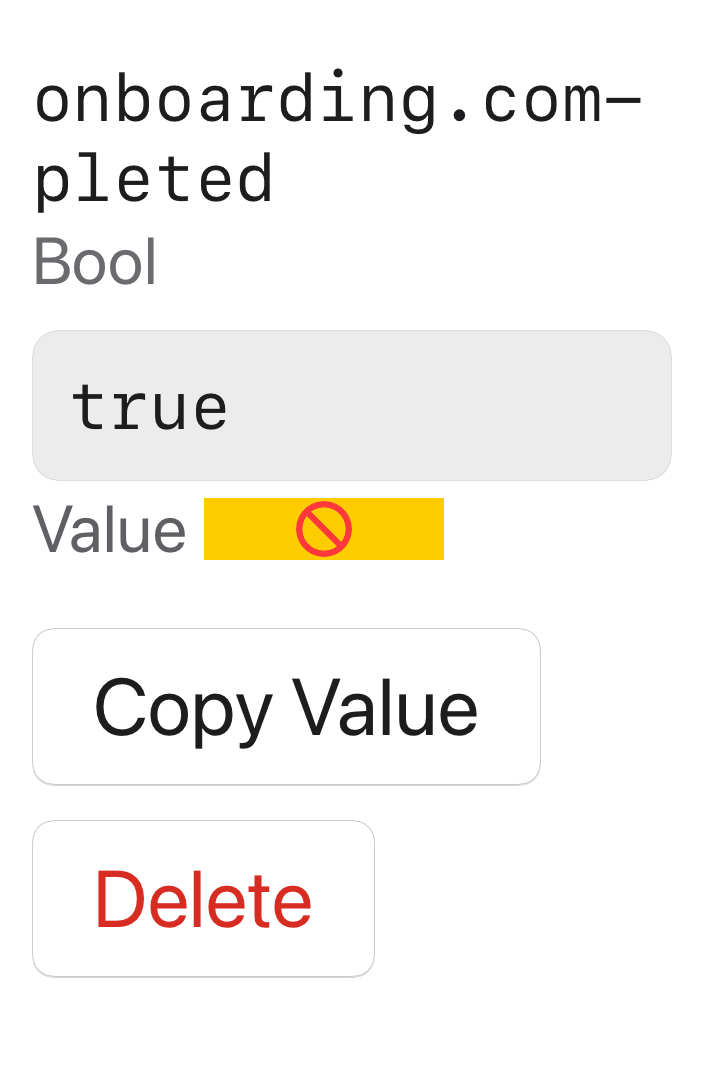 onboarding.com-
pleted
Bool
true
Value
Copy Value
Delete